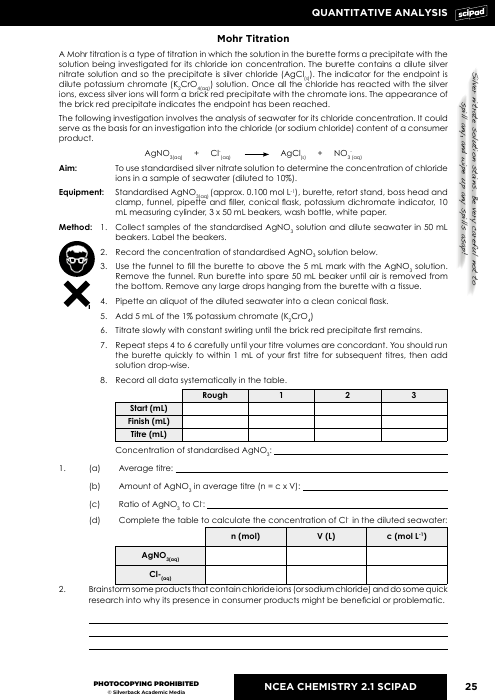 QUANTITATIVE ANALYSIS scipad
Mohr Titration
A Mohr titration is a type of titration in which the solution in the burette forms a precipitate with the
solution being investigated for its chloride ion concentration. The burette contains a dilute silver
nitrate solution and so the precipitate is silver chloride (AgCl(s)). The indicator for the endpoint is
dilute potassium chromate (K2CrO4(aq)) solution. Once all the chloride has reacted with the silver
ions, excess silver ions will form a brick red precipitate with the chromate ions. The appearance of
the brick red precipitate indicates the endpoint has been reached.
The following investigation involves the analysis of seawater for its chloride concentration. It could
serve as the basis for an investigation into the chloride (or sodium chloride) content of a consumer
product.
AgNO3(aq) + Cl-(aq) → AgCl(s) + NO3-(aq)
Aim: To use standardised silver nitrate solution to determine the concentration of chloride
ions in a sample of seawater (diluted to 10%).
Equipment: Standardised AgNO3(aq) (approx. 0.100 mol L-1), burette, retort stand, boss head and
clamp, funnel, pipette and filler, conical flask, potassium dichromate indicator, 10
mL measuring cylinder, 3 x 50 mL beakers, wash bottle, white paper.
Method: 1. Collect samples of the standardised AgNO3 solution and dilute seawater in 50 mL
beakers. Label the beakers.
2. Record the concentration of standardised AgNO3 solution below.
3. Use the funnel to fill the burette to above the 5 mL mark with the AgNO3 solution.
Remove the funnel. Run burette into spare 50 mL beaker until air is removed from
the bottom. Remove any large drops hanging from the burette with a tissue.
4. Pipette an aliquot of the diluted seawater into a clean conical flask.
5. Add 5 mL of the 1% potassium chromate (K2CrO4)
6. Titrate slowly with constant swirling until the brick red precipitate first remains.
7. Repeat steps 4 to 6 carefully until your titre volumes are concordant. You should run
the burette quickly to within 1 mL of your first titre for subsequent titres, then add
solution drop-wise.
8. Record all data systematically in the table.
Rough 1 2 3
Start (mL)
Finish (mL)
Titre (mL)
Concentration of standardised AgNO3:
1. (a) Average titre:
(b) Amount of AgNO3 in average titre (n = c x V):
(c) Ratio of AgNO3 to Cl-:
(d) Complete the table to calculate the concentration of Cl- in the diluted seawater:
n (mol) V (L) c (mol L-1)
AgNO3(aq)
Cl-(aq)
2. Brainstorm some products that contain chloride ions (or sodium chloride) and do some quick
research into why its presence in consumer products might be beneficial or problematic.
Silver nitrate solution stains. Be very careful not to
spill any, and wipe up any spills asap!
PHOTOCOPYING PROHIBITED
© Silverback Academic Media
NCEA CHEMISTRY 2.1 SCIPAD 25